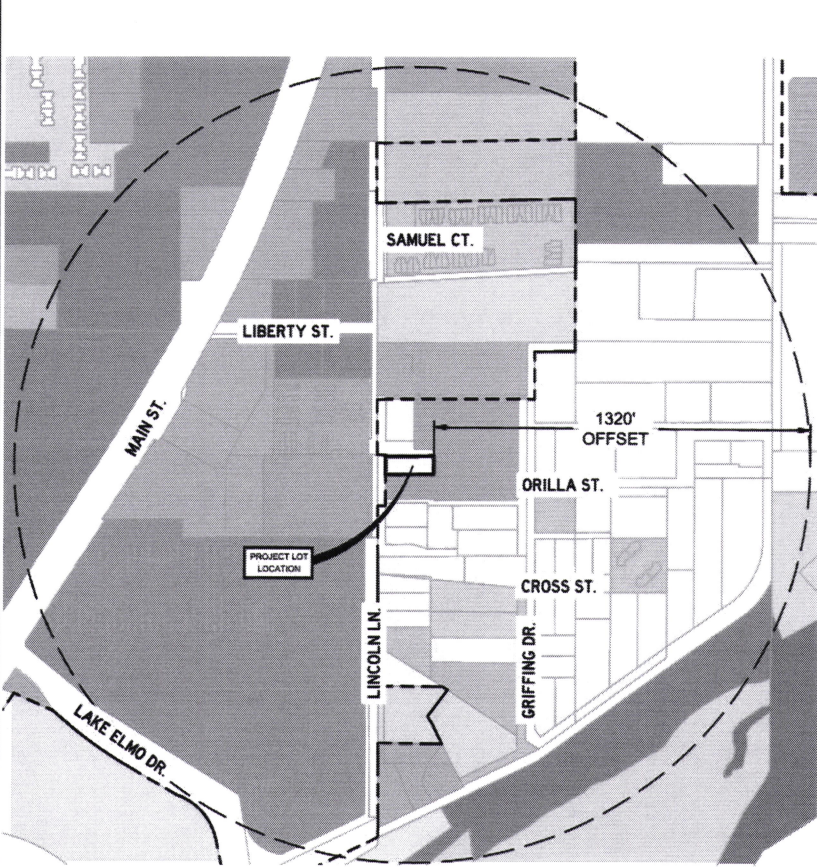 SAMUEL CT.
LIBERTY ST.
MAIN ST.
1320'
OFFSET
ORILLA ST.
PROJECT LOT
LOCATION
CROSS ST.
LINCOLN LN.
GRIFFING DR.
LAKE ELMO DR.